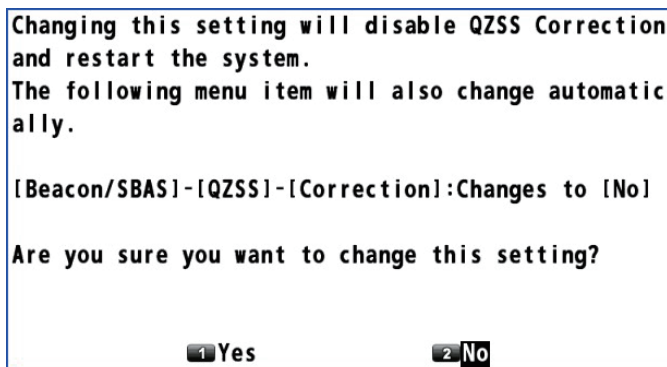 Changing this setting will disable QZSS Correction
and restart the system.
The following menu item will also change automatic
ally.
[Beacon/SBAS]-[QZSS]-[Correction]:Changes to [No]
Are you sure you want to change this setting?
1 Yes 2 No